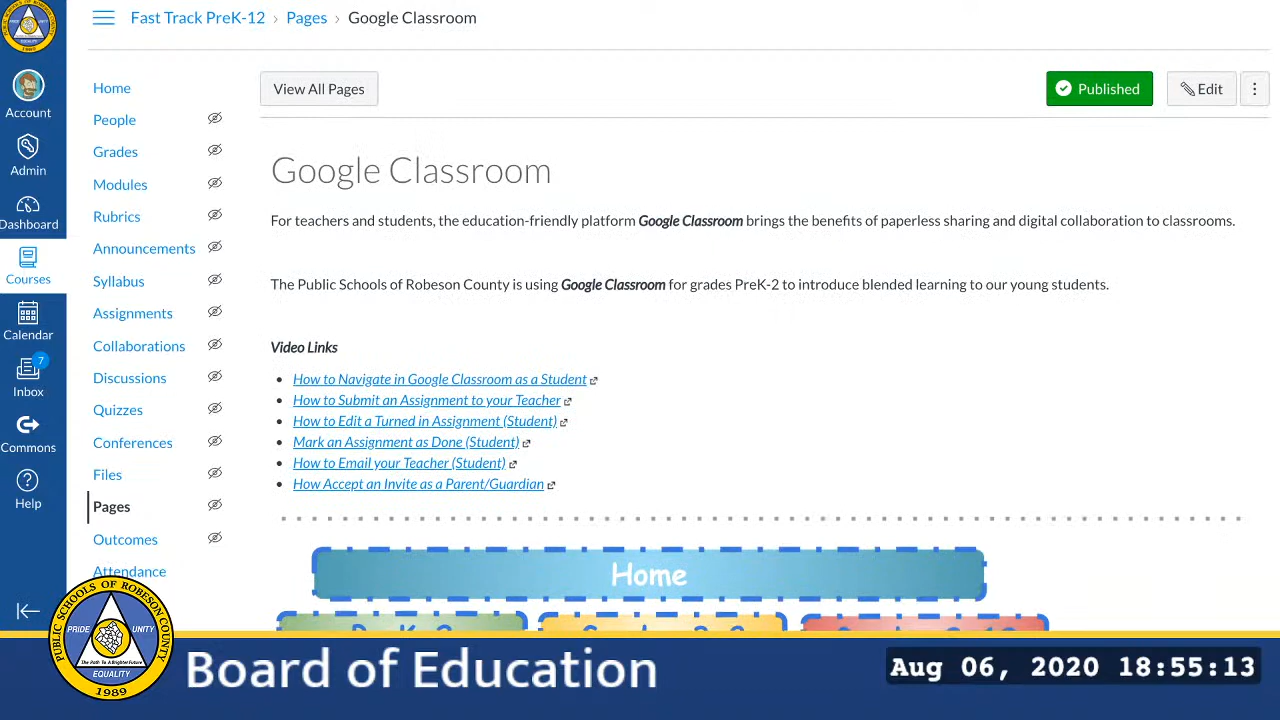 Fast Track PreK-12 › Pages › Google Classroom
Account
Admin
Dashboard
Courses
Calendar
7
Inbox
Commons
Help
Home
People
Grades
Modules
Rubrics
Announcements
Syllabus
Assignments
Collaborations
Discussions
Quizzes
Conferences
Files
Pages
Outcomes
Attendance
View All Pages
Published
Edit
Google Classroom
For teachers and students, the education-friendly platform Google Classroom brings the benefits of paperless sharing and digital collaboration to classrooms.
The Public Schools of Robeson County is using Google Classroom for grades PreK-2 to introduce blended learning to our young students.
Video Links
How to Navigate in Google Classroom as a Student
How to Submit an Assignment to your Teacher
How to Edit a Turned in Assignment (Student)
Mark an Assignment as Done (Student)
How to Email your Teacher (Student)
How Accept an Invite as a Parent/Guardian
Home
PUBLIC SCHOOLS OF ROBESON COUNTY
PRIDE UNITY
The Path To A Brighter Future
EQUALITY
1989
Board of Education
Aug 06, 2020 18:55:13